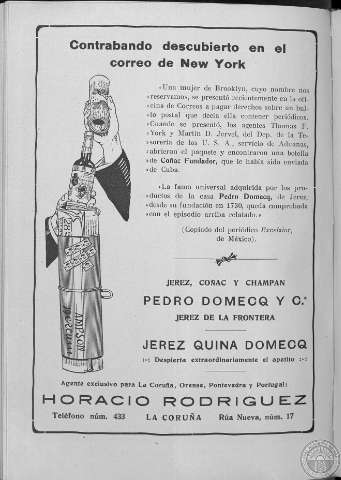 Contrabando descubierto en el
correo de New York
«Una mujer de Brooklyn, cuyo nombre nos
«reservamos, se presentó recientemente en la ofi-
«cina de Correos a pagar derechos sobre un bul-
«to postal que decía ella contener periódicos.
«Cuando se presentó, los agentes Thomas F.
«York y Martin D. Jervel, del Dep. de la Te-
«sorería de los U. S. A., servicio de Aduanas,
«abrieron el paquete y encontraron una botella
«de Coñac Fundador, que le había sido enviada
«de Cuba.
«La fama universal adquirida por los pro-
«ductos de la casa Pedro Domecq, de Jerez,
«desde su fundación en 1730, queda comprobada
«con el episodio arriba relatado.»
(Copiado del periódico Excelsior,
de México).
JEREZ, COÑAC Y CHAMPAN
PEDRO DOMECQ Y C.ª
JEREZ DE LA FRONTERA
JEREZ QUINA DOMECQ
:-: Despierta extraordinariamente el apetito :-:
Agente exclusivo para La Coruña, Orense, Pontevedra y Portugal:
HORACIO RODRIGUEZ
Teléfono núm. 433 LA CORUÑA Rúa Nueva, núm. 17